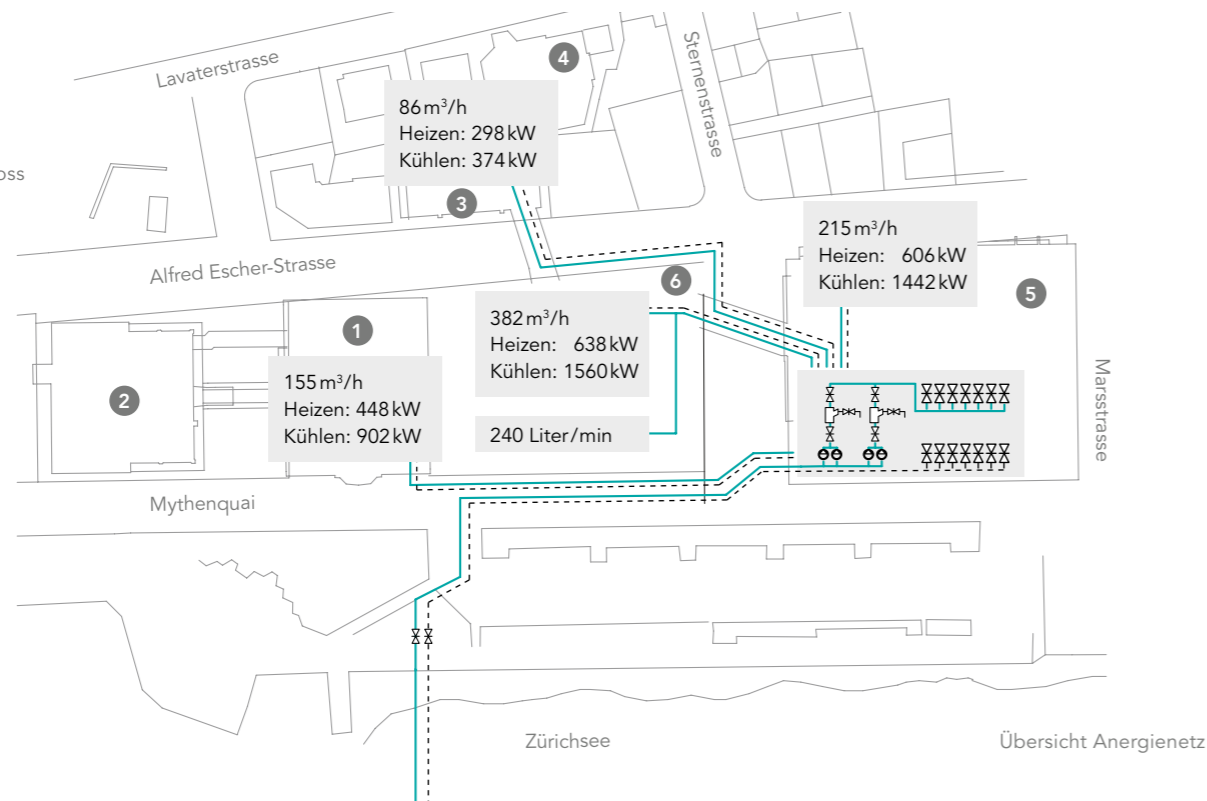 Lavaterstrasse
4
Sternenstrasse
86 m³/h
Heizen: 298 kW
Kühlen: 374 kW
oss
3
215 m³/h
Heizen: 606 kW
Kühlen: 1442 kW
Alfred Escher-Strasse
6
5
382 m³/h
Heizen: 638 kW
Kühlen: 1560 kW
1
155 m³/h
Heizen: 448 kW
Kühlen: 902 kW
2
Marsstrasse
240 Liter/min
Mythenquai
Zürichsee
Übersicht Anergienetz